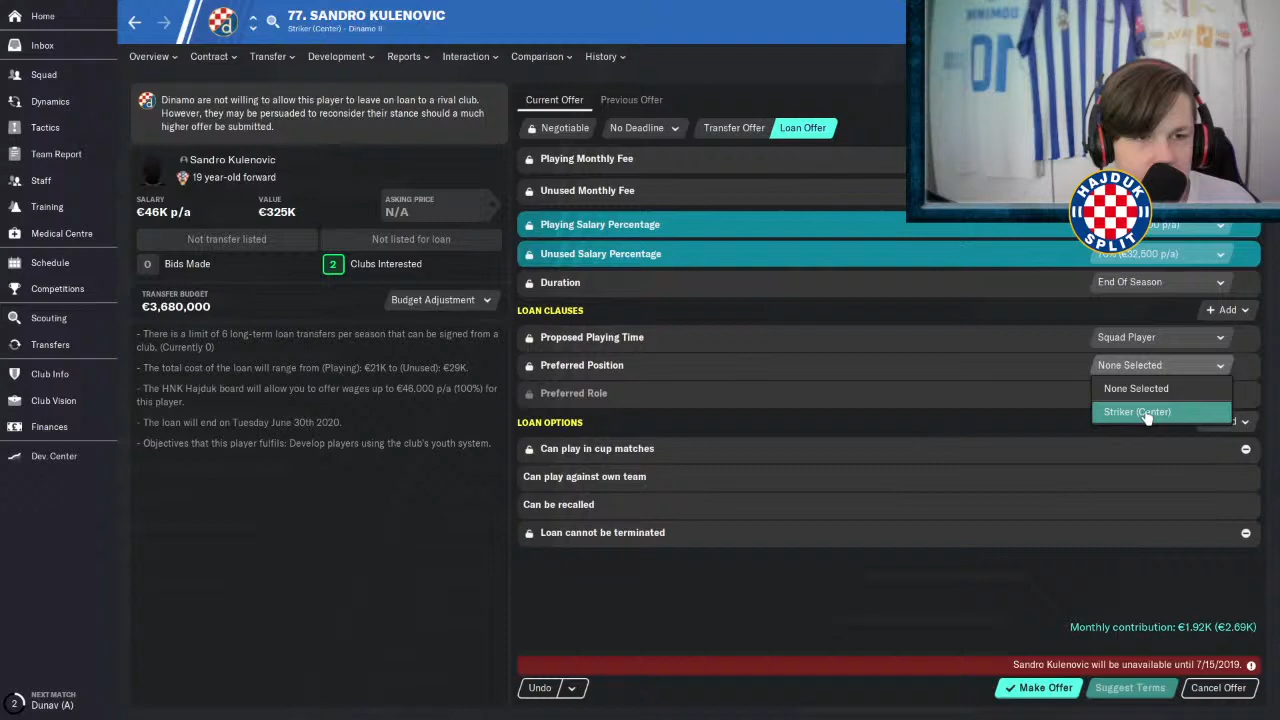 Home
Inbox
Squad
Dynamics
Tactics
Team Report
Staff
Training
Medical Centre
Schedule
Competitions
Scouting
Transfers
Club Info
Club Vision
Finances
Dev. Center
2
NEXT MATCH
Dunav (A)
77. SANDRO KULENOVIC
Striker (Center) - Dinamo II
Overview
Contract
Transfer
Development
Reports
Interaction
Comparison
History
Dinamo are not willing to allow this player to leave on loan to a rival club.
However, they may be persuaded to reconsider their stance should a much
higher offer be submitted.
Sandro Kulenovic
19 year-old forward
SALARY
€46K p/a
VALUE
€325K
ASKING PRICE
N/A
Not transfer listed
Not listed for loan
0 Bids Made
2 Clubs Interested
TRANSFER BUDGET
€3,680,000
Budget Adjustment
- There is a limit of 6 long-term loan transfers per season that can be signed from a
club. (Currently 0)
- The total cost of the loan will range from (Playing): €21K to (Unused): €29K.
- The HNK Hajduk board will allow you to offer wages up to €46,000 p/a (100%) for
this player.
- The loan will end on Tuesday June 30th 2020.
- Objectives that this player fulfils: Develop players using the club's youth system.
Current Offer
Previous Offer
Negotiable
No Deadline
Transfer Offer
Loan Offer
Playing Monthly Fee
Unused Monthly Fee
Playing Salary Percentage
p/a)
Unused Salary Percentage
70% (€32,500 p/a)
Duration
End Of Season
LOAN CLAUSES
+ Add
Proposed Playing Time
Squad Player
Preferred Position
None Selected
None Selected
Striker (Center)
Preferred Role
LOAN OPTIONS
Can play in cup matches
Can play against own team
Can be recalled
Loan cannot be terminated
Monthly contribution: €1.92K (€2.69K)
Sandro Kulenovic will be unavailable until 7/15/2019.
Undo
Make Offer
Suggest Terms
Cancel Offer
HAJDUK
SPLIT
10